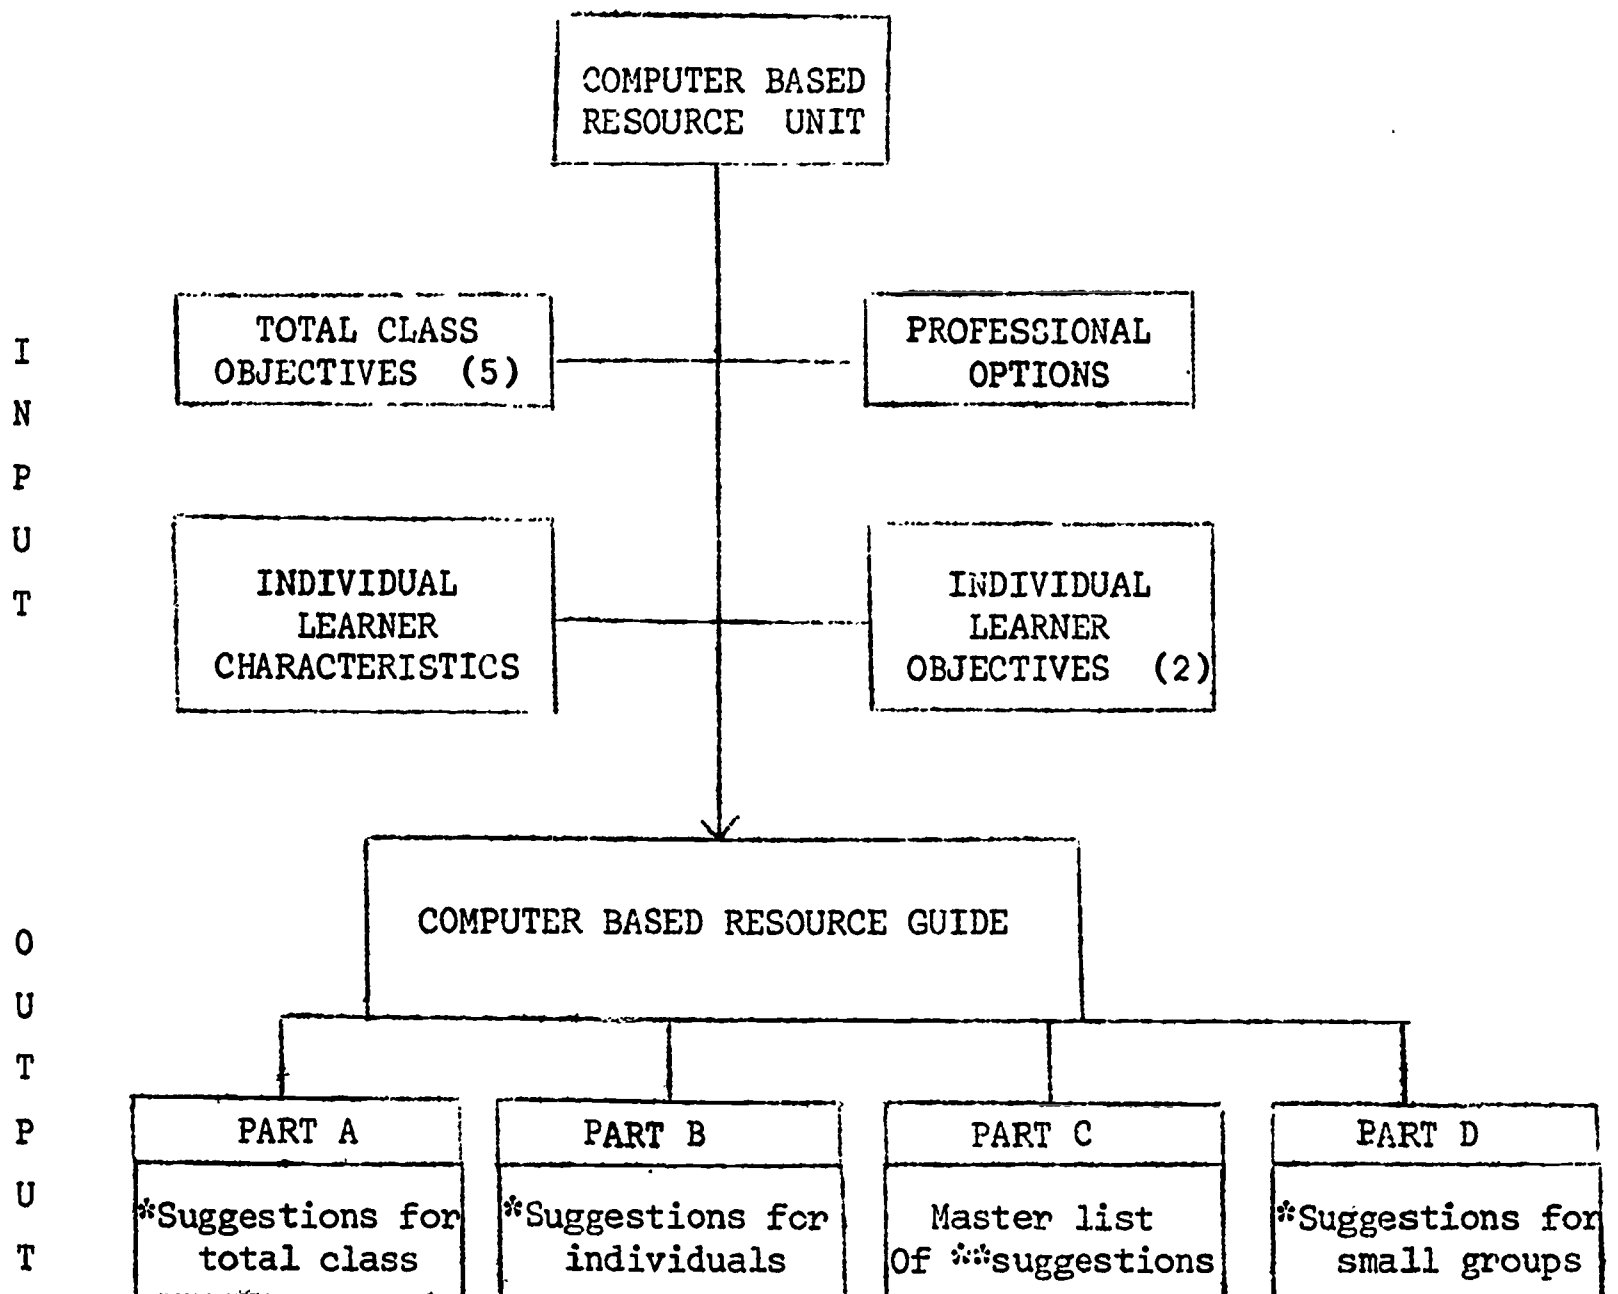 COMPUTER BASED
RESOURCE UNIT
INPUT
TOTAL CLASS
OBJECTIVES (5)
PROFESSIONAL
OPTIONS
INDIVIDUAL
LEARNER
CHARACTERISTICS
INDIVIDUAL
LEARNER
OBJECTIVES (2)
OUTPUT
COMPUTER BASED RESOURCE GUIDE
PART A
*Suggestions for
total class
PART B
*Suggestions for
individuals
PART C
Master list
Of **suggestions
PART D
*Suggestions for
small groups